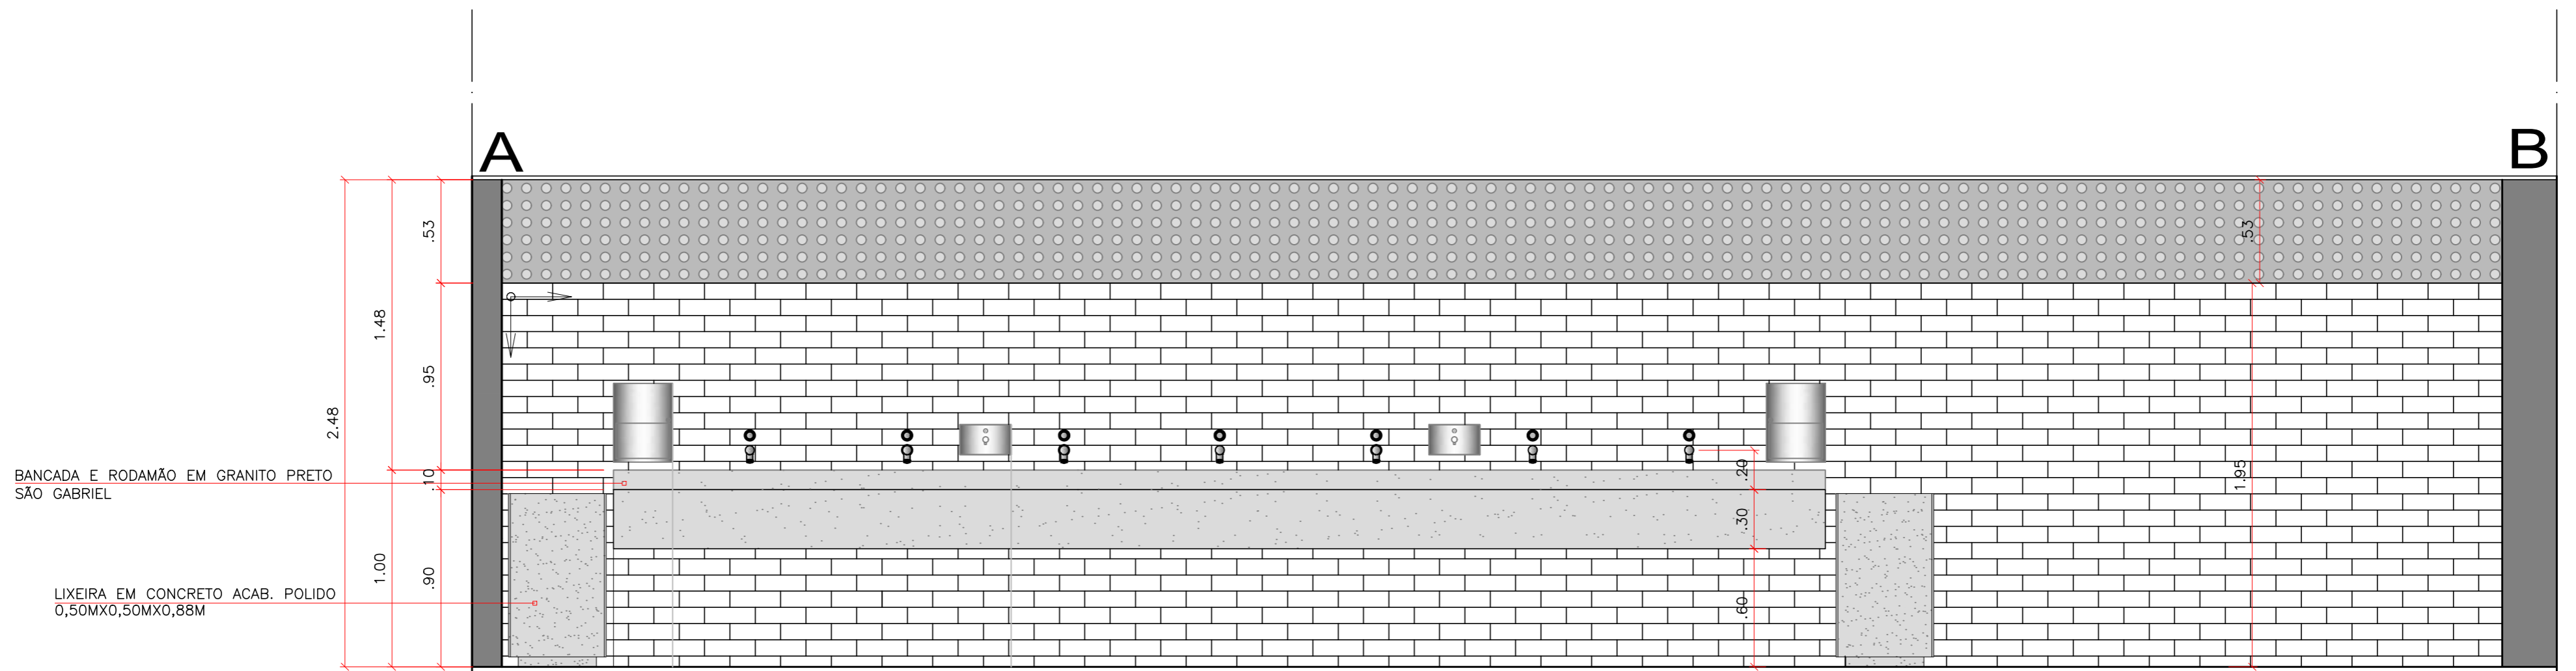 A
B
.53
.53
1.48
.95
2.48
BANCADA E RODAMÃO EM GRANITO PRETO
SÃO GABRIEL
.10
.20
1.95
.30
1.00
.90
LIXEIRA EM CONCRETO ACAB. POLIDO
0,50MX0,50MX0,88M
.60